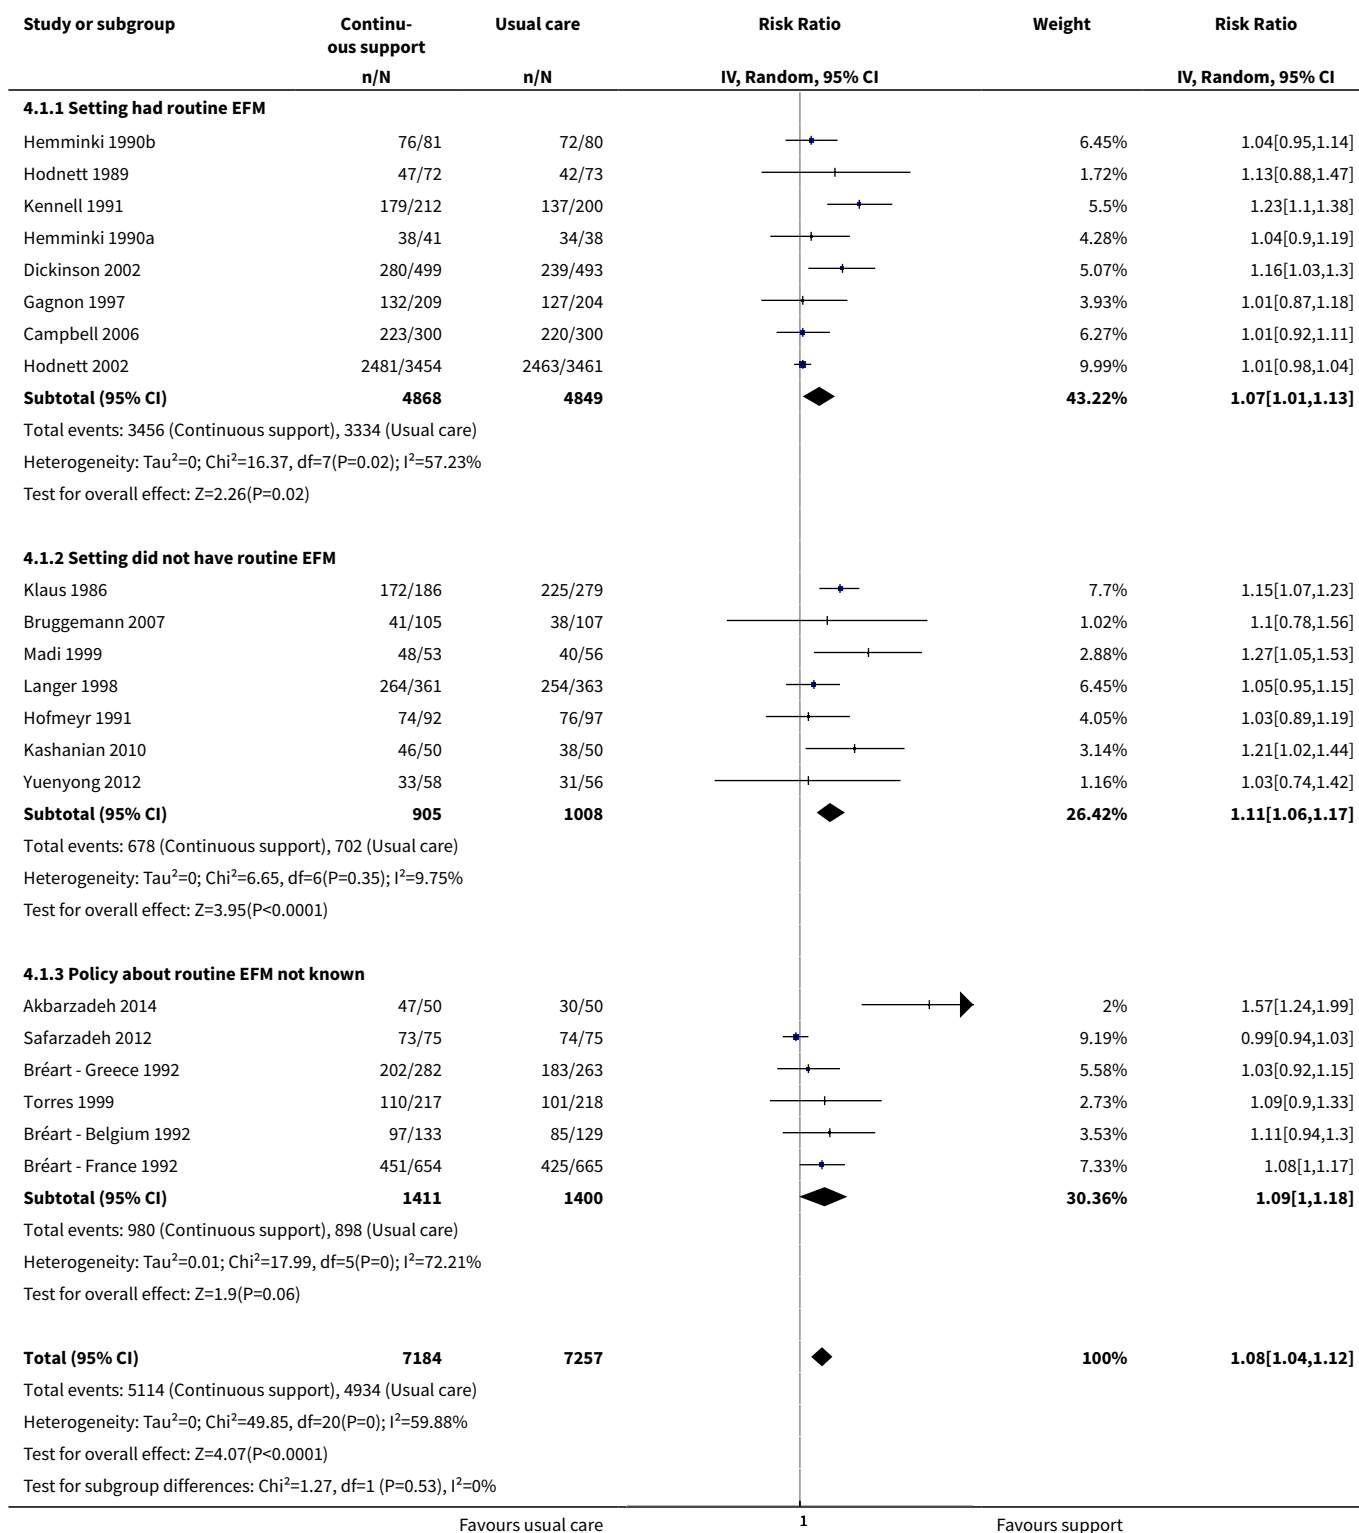 Study or subgroup Continu- Usual care Risk Ratio Weight Risk Ratio
ous support
n/N n/N IV, Random, 95% CI IV, Random, 95% CI
4.1.1 Setting had routine EFM
Hemminki 1990b 76/81 72/80 6.45% 1.04[0.95,1.14]
Hodnett 1989 47/72 42/73 1.72% 1.13[0.88,1.47]
Kennell 1991 179/212 137/200 5.5% 1.23[1.1,1.38]
Hemminki 1990a 38/41 34/38 4.28% 1.04[0.9,1.19]
Dickinson 2002 280/499 239/493 5.07% 1.16[1.03,1.3]
Gagnon 1997 132/209 127/204 3.93% 1.01[0.87,1.18]
Campbell 2006 223/300 220/300 6.27% 1.01[0.92,1.11]
Hodnett 2002 2481/3454 2463/3461 9.99% 1.01[0.98,1.04]
Subtotal (95% CI) 4868 4849 43.22% 1.07[1.01,1.13]
Total events: 3456 (Continuous support), 3334 (Usual care)
Heterogeneity: Tau²=0; Chi²=16.37, df=7(P=0.02); I²=57.23%
Test for overall effect: Z=2.26(P=0.02)
4.1.2 Setting did not have routine EFM
Klaus 1986 172/186 225/279 7.7% 1.15[1.07,1.23]
Bruggemann 2007 41/105 38/107 1.02% 1.1[0.78,1.56]
Madi 1999 48/53 40/56 2.88% 1.27[1.05,1.53]
Langer 1998 264/361 254/363 6.45% 1.05[0.95,1.15]
Hofmeyr 1991 74/92 76/97 4.05% 1.03[0.89,1.19]
Kashanian 2010 46/50 38/50 3.14% 1.21[1.02,1.44]
Yuenyong 2012 33/58 31/56 1.16% 1.03[0.74,1.42]
Subtotal (95% CI) 905 1008 26.42% 1.11[1.06,1.17]
Total events: 678 (Continuous support), 702 (Usual care)
Heterogeneity: Tau²=0; Chi²=6.65, df=6(P=0.35); I²=9.75%
Test for overall effect: Z=3.95(P<0.0001)
4.1.3 Policy about routine EFM not known
Akbarzadeh 2014 47/50 30/50 2% 1.57[1.24,1.99]
Safarzadeh 2012 73/75 74/75 9.19% 0.99[0.94,1.03]
Bréart - Greece 1992 202/282 183/263 5.58% 1.03[0.92,1.15]
Torres 1999 110/217 101/218 2.73% 1.09[0.9,1.33]
Bréart - Belgium 1992 97/133 85/129 3.53% 1.11[0.94,1.3]
Bréart - France 1992 451/654 425/665 7.33% 1.08[1,1.17]
Subtotal (95% CI) 1411 1400 30.36% 1.09[1,1.18]
Total events: 980 (Continuous support), 898 (Usual care)
Heterogeneity: Tau²=0.01; Chi²=17.99, df=5(P=0); I²=72.21%
Test for overall effect: Z=1.9(P=0.06)
Total (95% CI) 7184 7257 100% 1.08[1.04,1.12]
Total events: 5114 (Continuous support), 4934 (Usual care)
Heterogeneity: Tau²=0; Chi²=49.85, df=20(P=0); I²=59.88%
Test for overall effect: Z=4.07(P<0.0001)
Test for subgroup differences: Chi²=1.27, df=1 (P=0.53), I²=0%
Favours usual care 1 Favours support